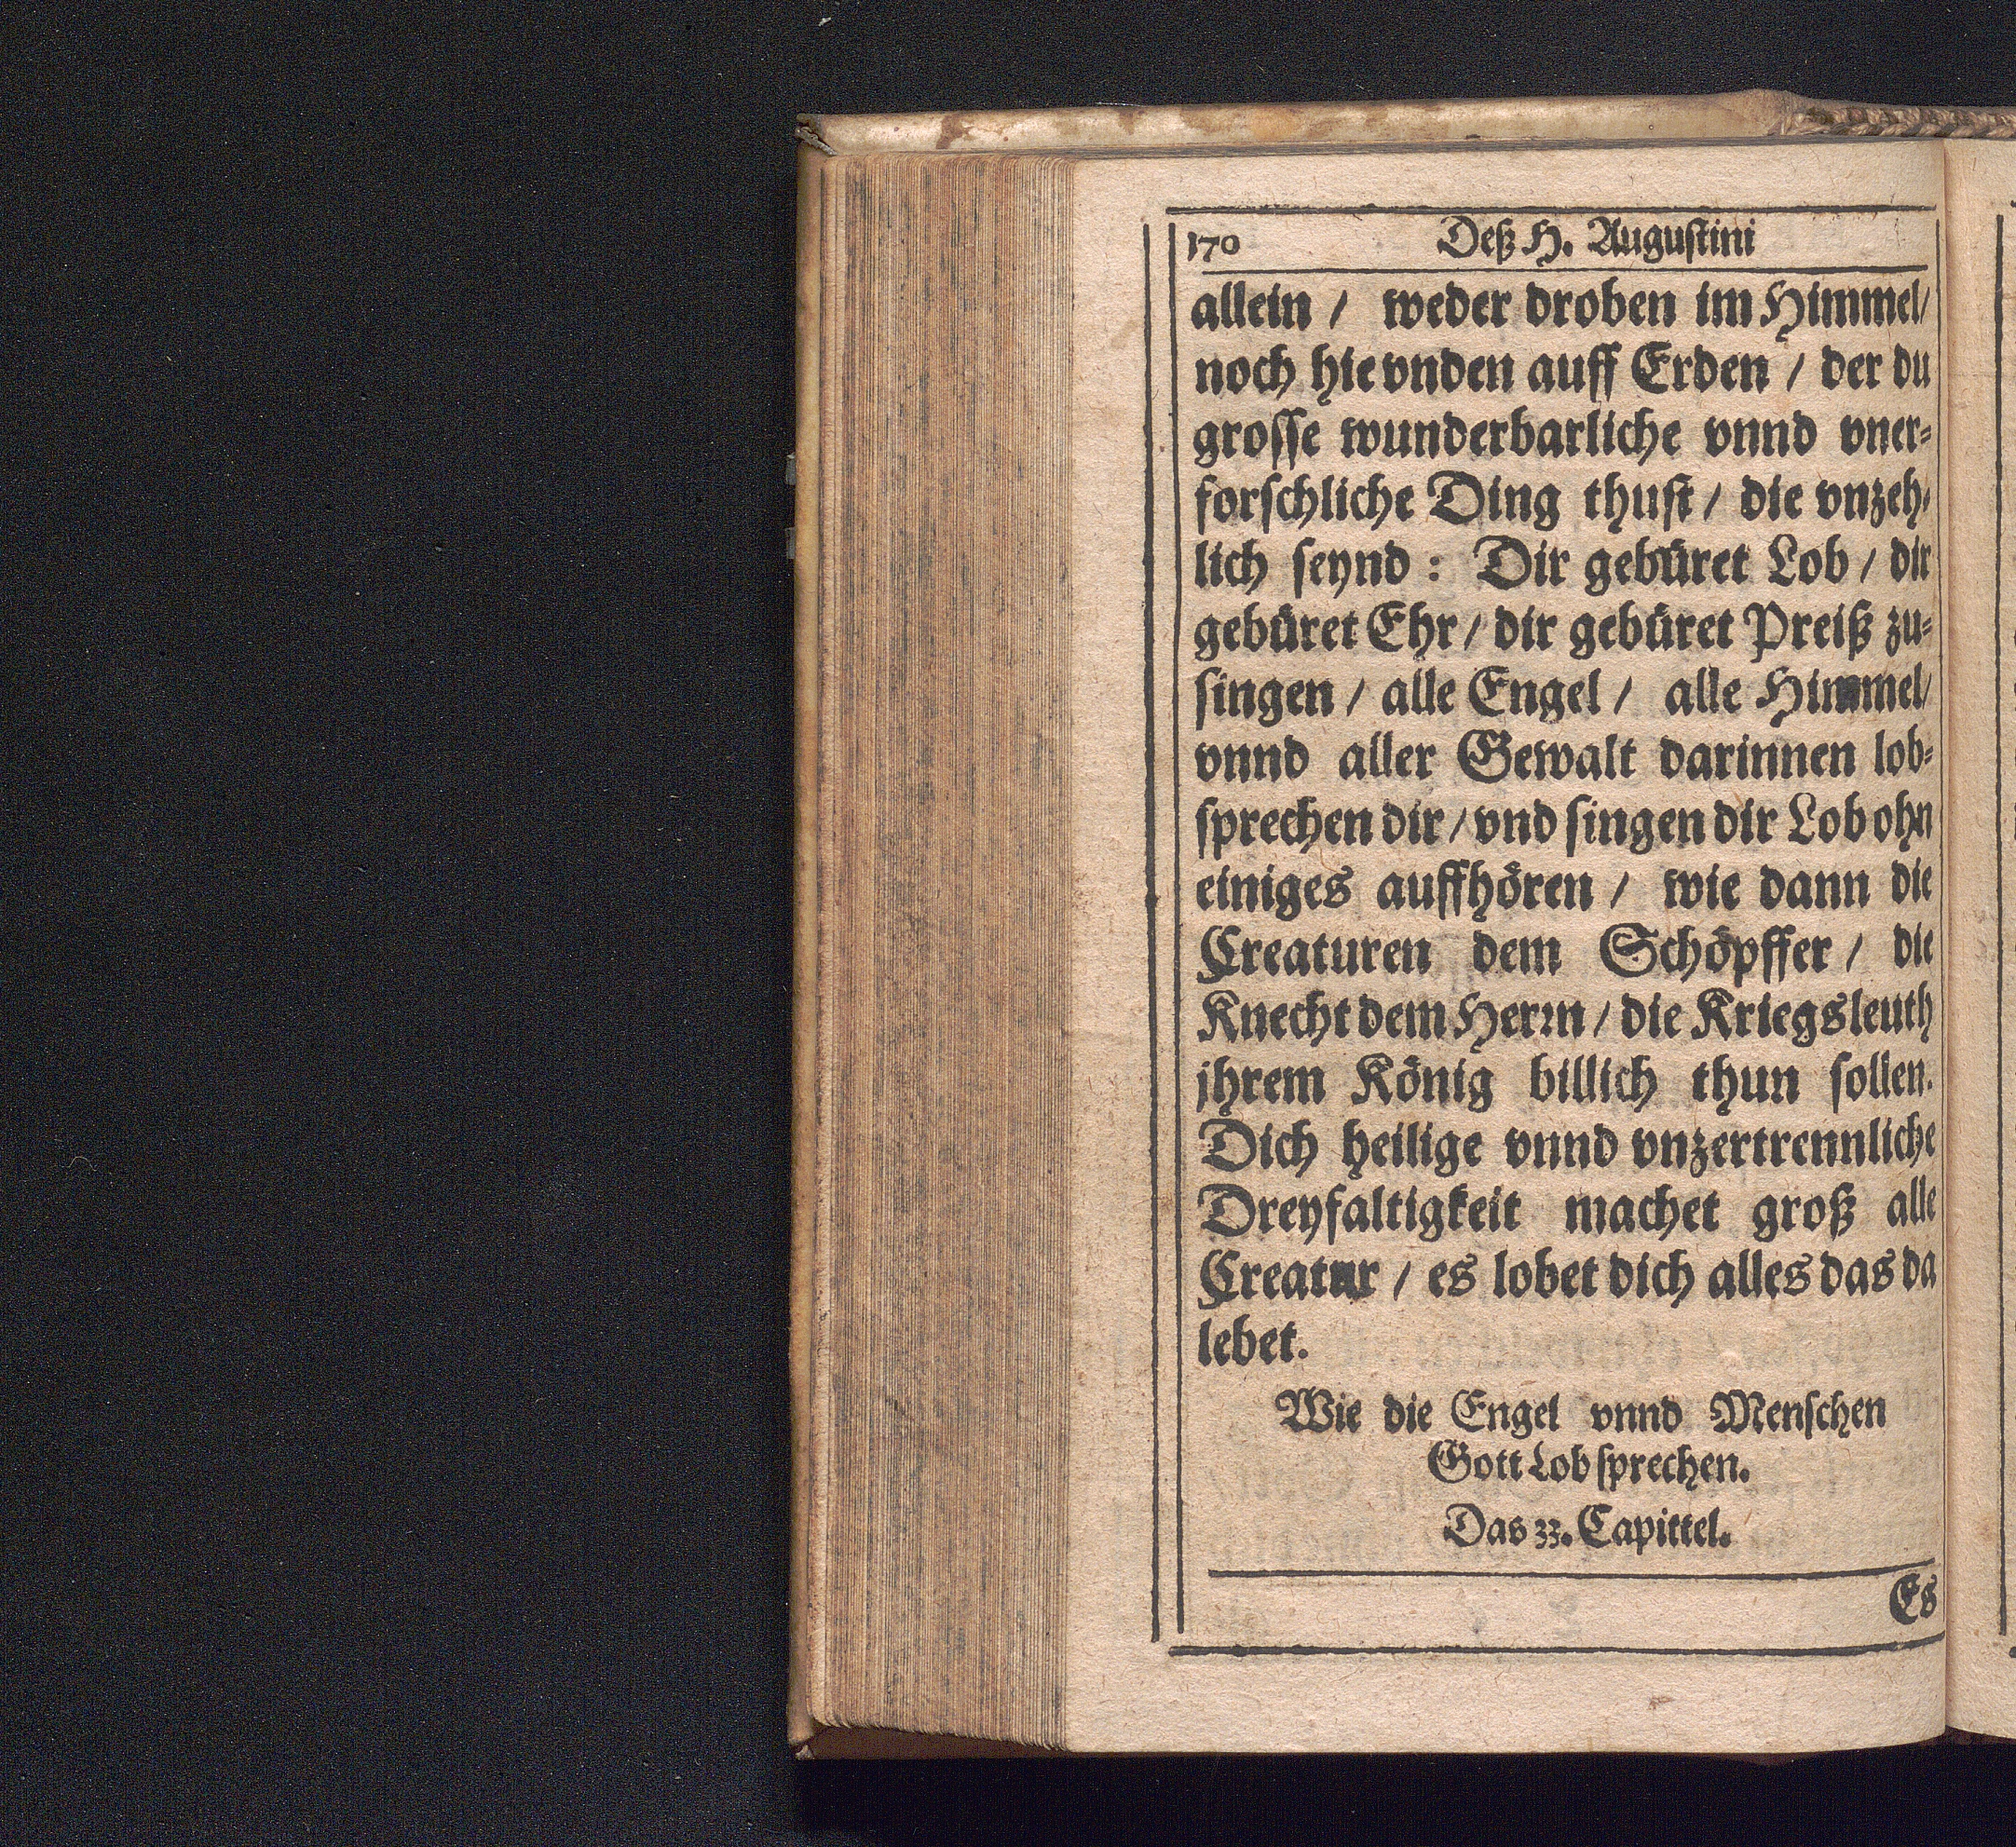 170 Deß H. Augustini
allein / weder droben im Himmel/
noch hie vnden auff Erden / der du
grosse wunderbarliche vnnd vner-
forschliche Ding thust / die vnzeh-
lich seynd : Dir gebüret Lob / dir
gebüret Ehr / dir gebüret Preiß zu-
singen / alle Engel / alle Himmel/
vnnd aller Gewalt darinnen lob-
sprechen dir / vnd singen dir Lob ohn
einiges auffhören / wie dann die
Creaturen dem Schöpffer / die
Knecht dem Herrn / die Kriegsleuth
jhrem König billich thun sollen.
Dich heilige vnnd vnzertrennliche
Dreyfaltigkeit machet groß alle
Creatur / es lobet dich alles das da
lebet.
Wie die Engel vnnd Menschen
Gott Lob sprechen.
Das 33. Capittel.
Es